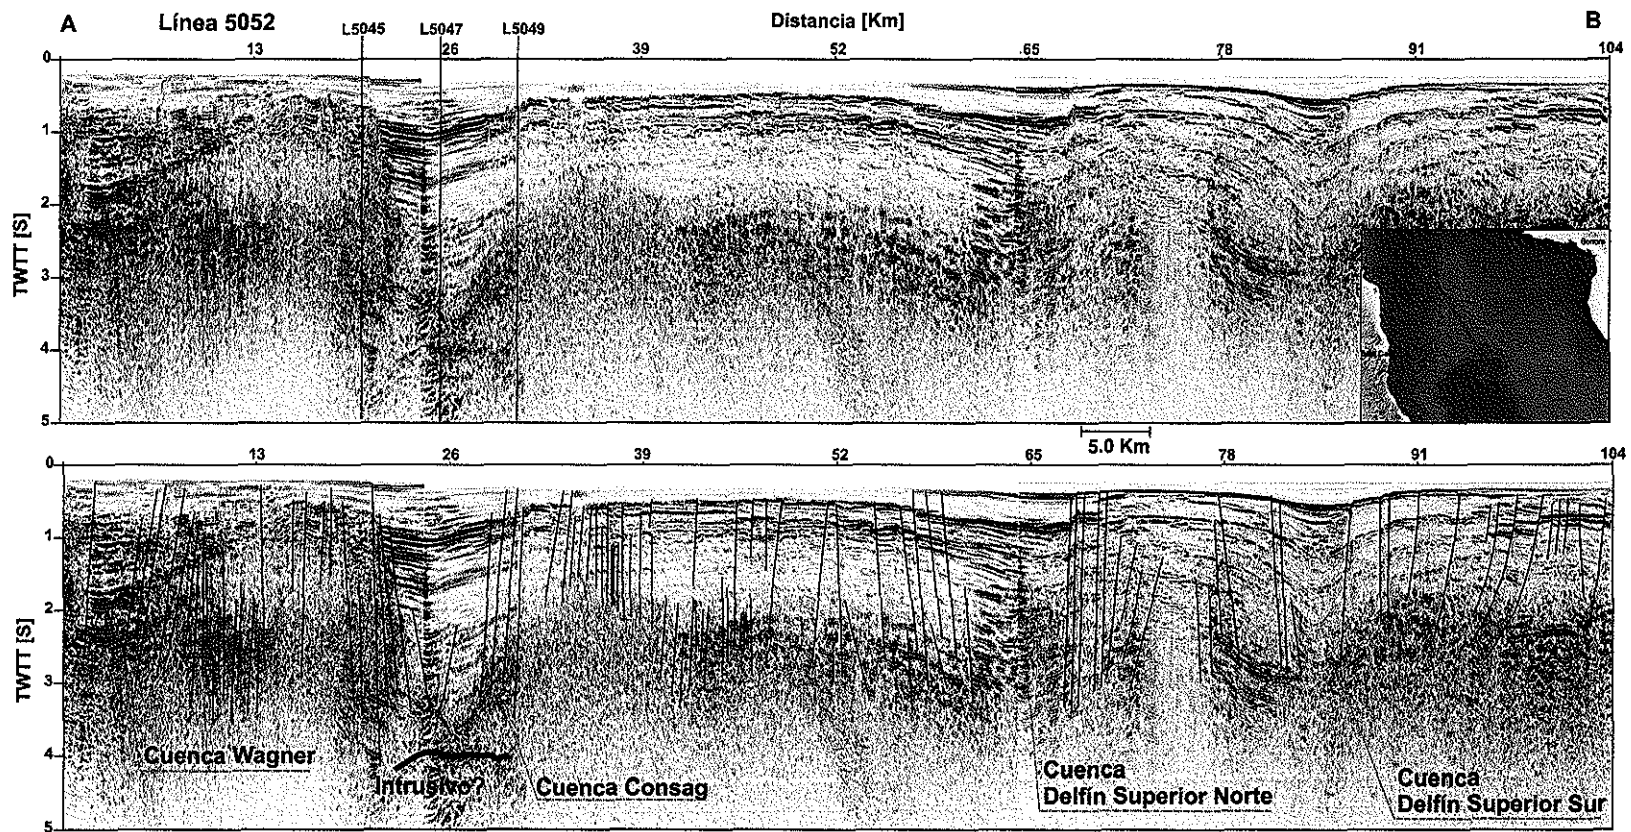 A
Línea 5052
Distancia [Km]
B
L5045
L5047
L5049
13
26
39
52
65
78
91
104
0
1
2
3
4
5
TWTT [S]
Sonora
5.0 Km
13
26
39
52
65
78
91
104
0
1
2
3
4
5
TWTT [S]
Cuenca Wagner
Intrusivo?
Cuenca Consag
Cuenca
Delfín Superior Norte
Cuenca
Delfín Superior Sur